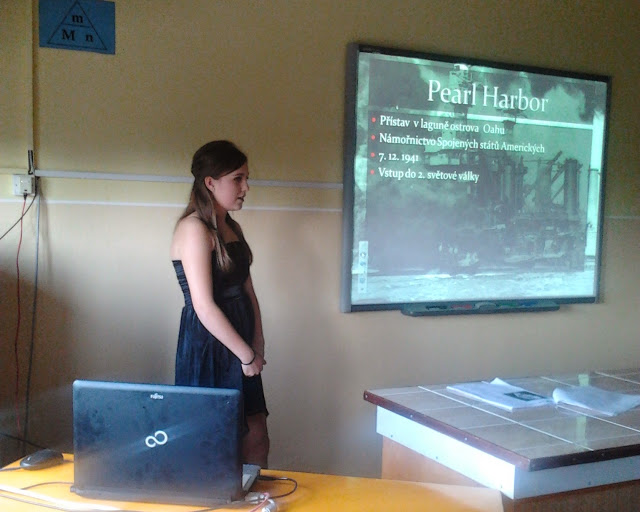 m
M n
Pearl Harbor
Přístav v laguně ostrova Oahu
Námořnictvo Spojených států Amerických
7. 12. 1941
Vstup do 2. světové války
FUJITSU